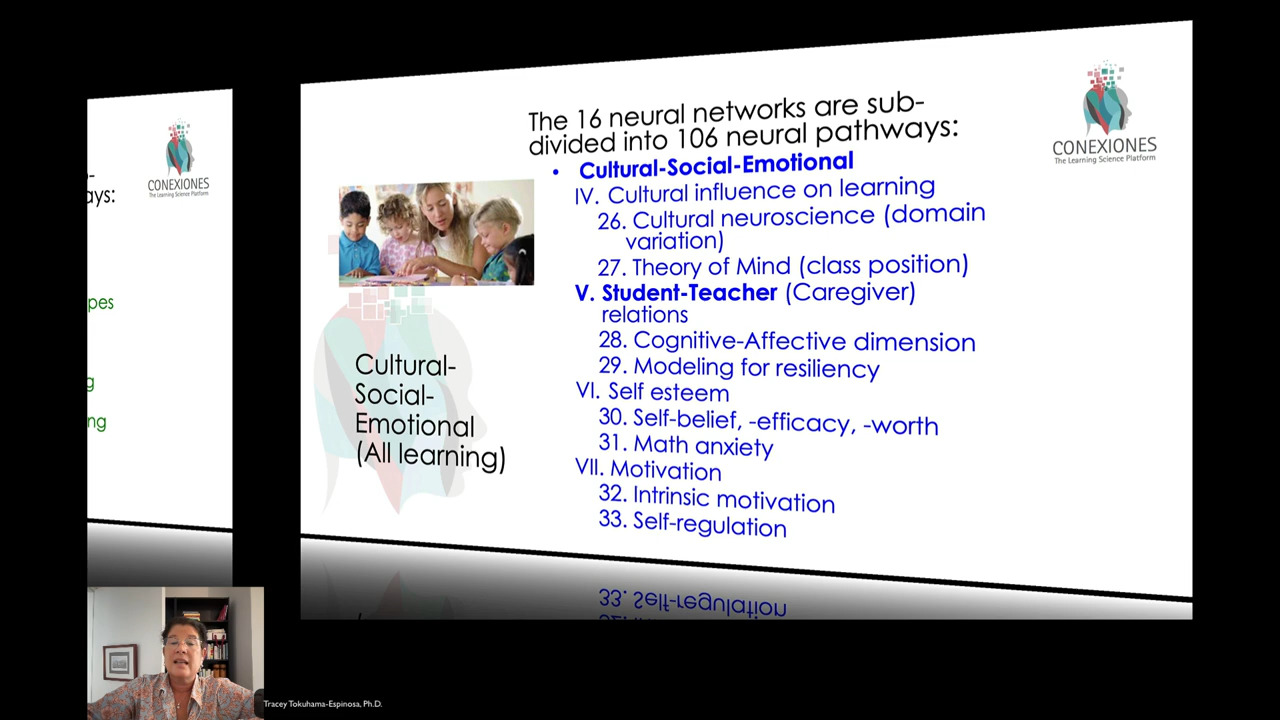 ays:
pes
g
ng
CONEXIONES
The Learning Science Platform
The 16 neural networks are sub-
divided into 106 neural pathways:
• Cultural-Social-Emotional
IV. Cultural influence on learning
26. Cultural neuroscience (domain
variation)
27. Theory of Mind (class position)
V. Student-Teacher (Caregiver)
relations
28. Cognitive-Affective dimension
29. Modeling for resiliency
VI. Self esteem
30. Self-belief, -efficacy, -worth
31. Math anxiety
VII. Motivation
32. Intrinsic motivation
33. Self-regulation
Cultural-
Social-
Emotional
(All learning)
CONEXIONES
The Learning Science Platform
33. Self-regulation
Tracey Tokuhama-Espinosa, Ph.D.